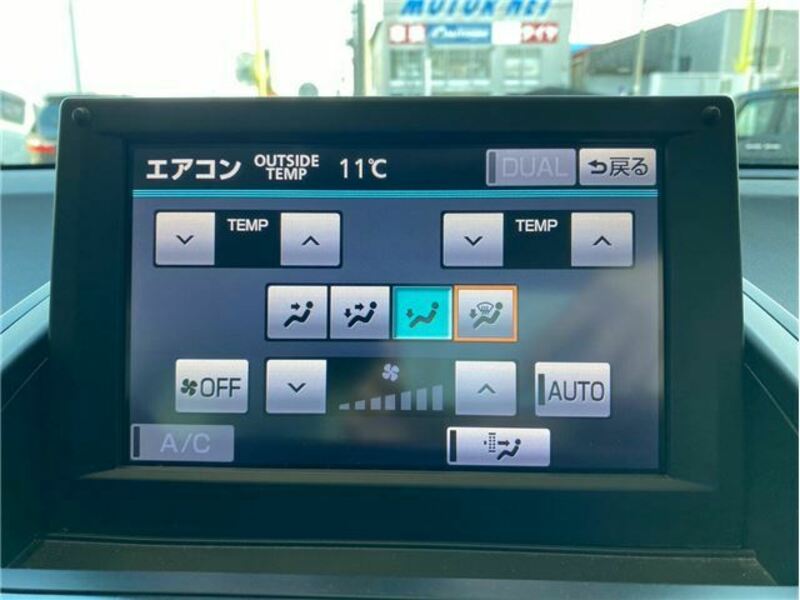 MOTOR NET
エアコン OUTSIDE TEMP 11℃ DUAL 戻る
TEMP TEMP
OFF AUTO
A/C